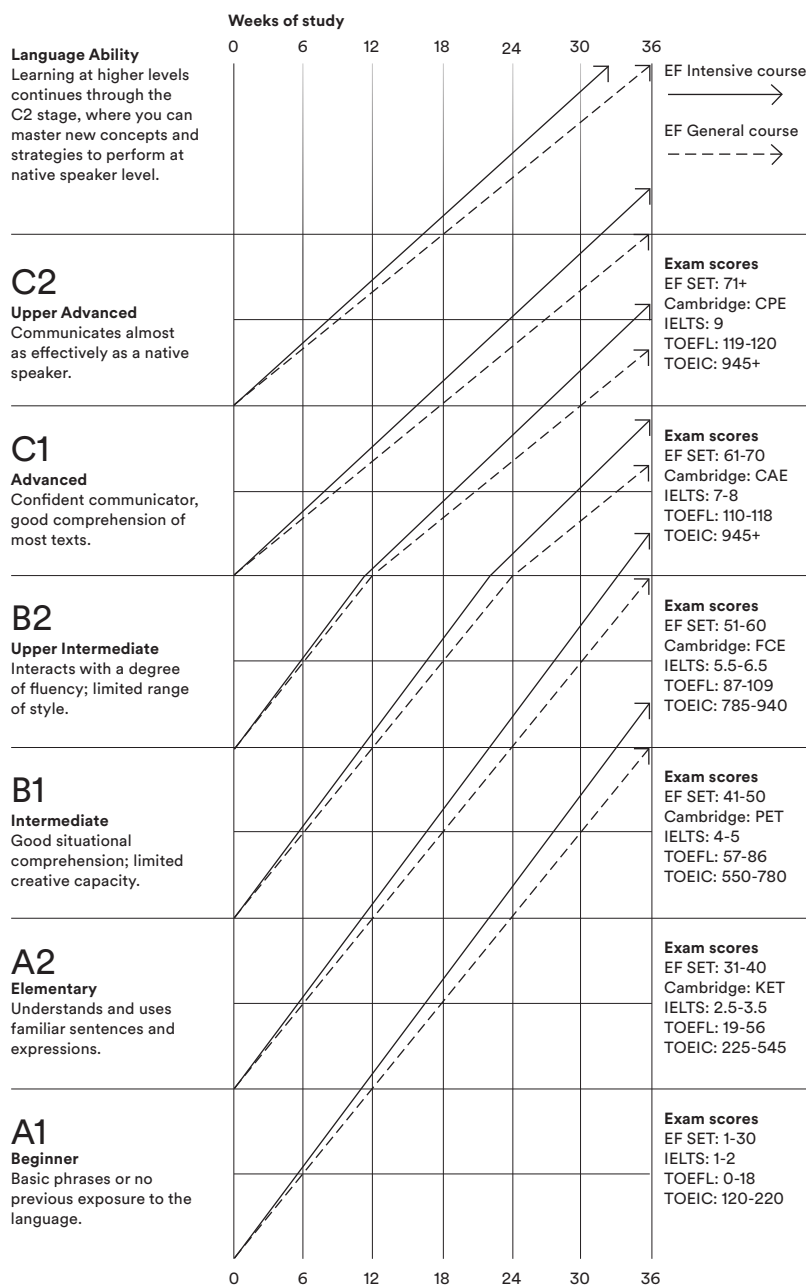 Weeks of study
0 6 12 18 24 30 36
Language Ability
Learning at higher levels
continues through the
C2 stage, where you can
master new concepts and
strategies to perform at
native speaker level.
EF Intensive course
EF General course
C2
Upper Advanced
Communicates almost
as effectively as a native
speaker.
Exam scores
EF SET: 71+
Cambridge: CPE
IELTS: 9
TOEFL: 119-120
TOEIC: 945+
C1
Advanced
Confident communicator,
good comprehension of
most texts.
Exam scores
EF SET: 61-70
Cambridge: CAE
IELTS: 7-8
TOEFL: 110-118
TOEIC: 945+
B2
Upper Intermediate
Interacts with a degree
of fluency; limited range
of style.
Exam scores
EF SET: 51-60
Cambridge: FCE
IELTS: 5.5-6.5
TOEFL: 87-109
TOEIC: 785-940
B1
Intermediate
Good situational
comprehension; limited
creative capacity.
Exam scores
EF SET: 41-50
Cambridge: PET
IELTS: 4-5
TOEFL: 57-86
TOEIC: 550-780
A2
Elementary
Understands and uses
familiar sentences and
expressions.
Exam scores
EF SET: 31-40
Cambridge: KET
IELTS: 2.5-3.5
TOEFL: 19-56
TOEIC: 225-545
A1
Beginner
Basic phrases or no
previous exposure to the
language.
Exam scores
EF SET: 1-30
IELTS: 1-2
TOEFL: 0-18
TOEIC: 120-220
0 6 12 18 24 30 36